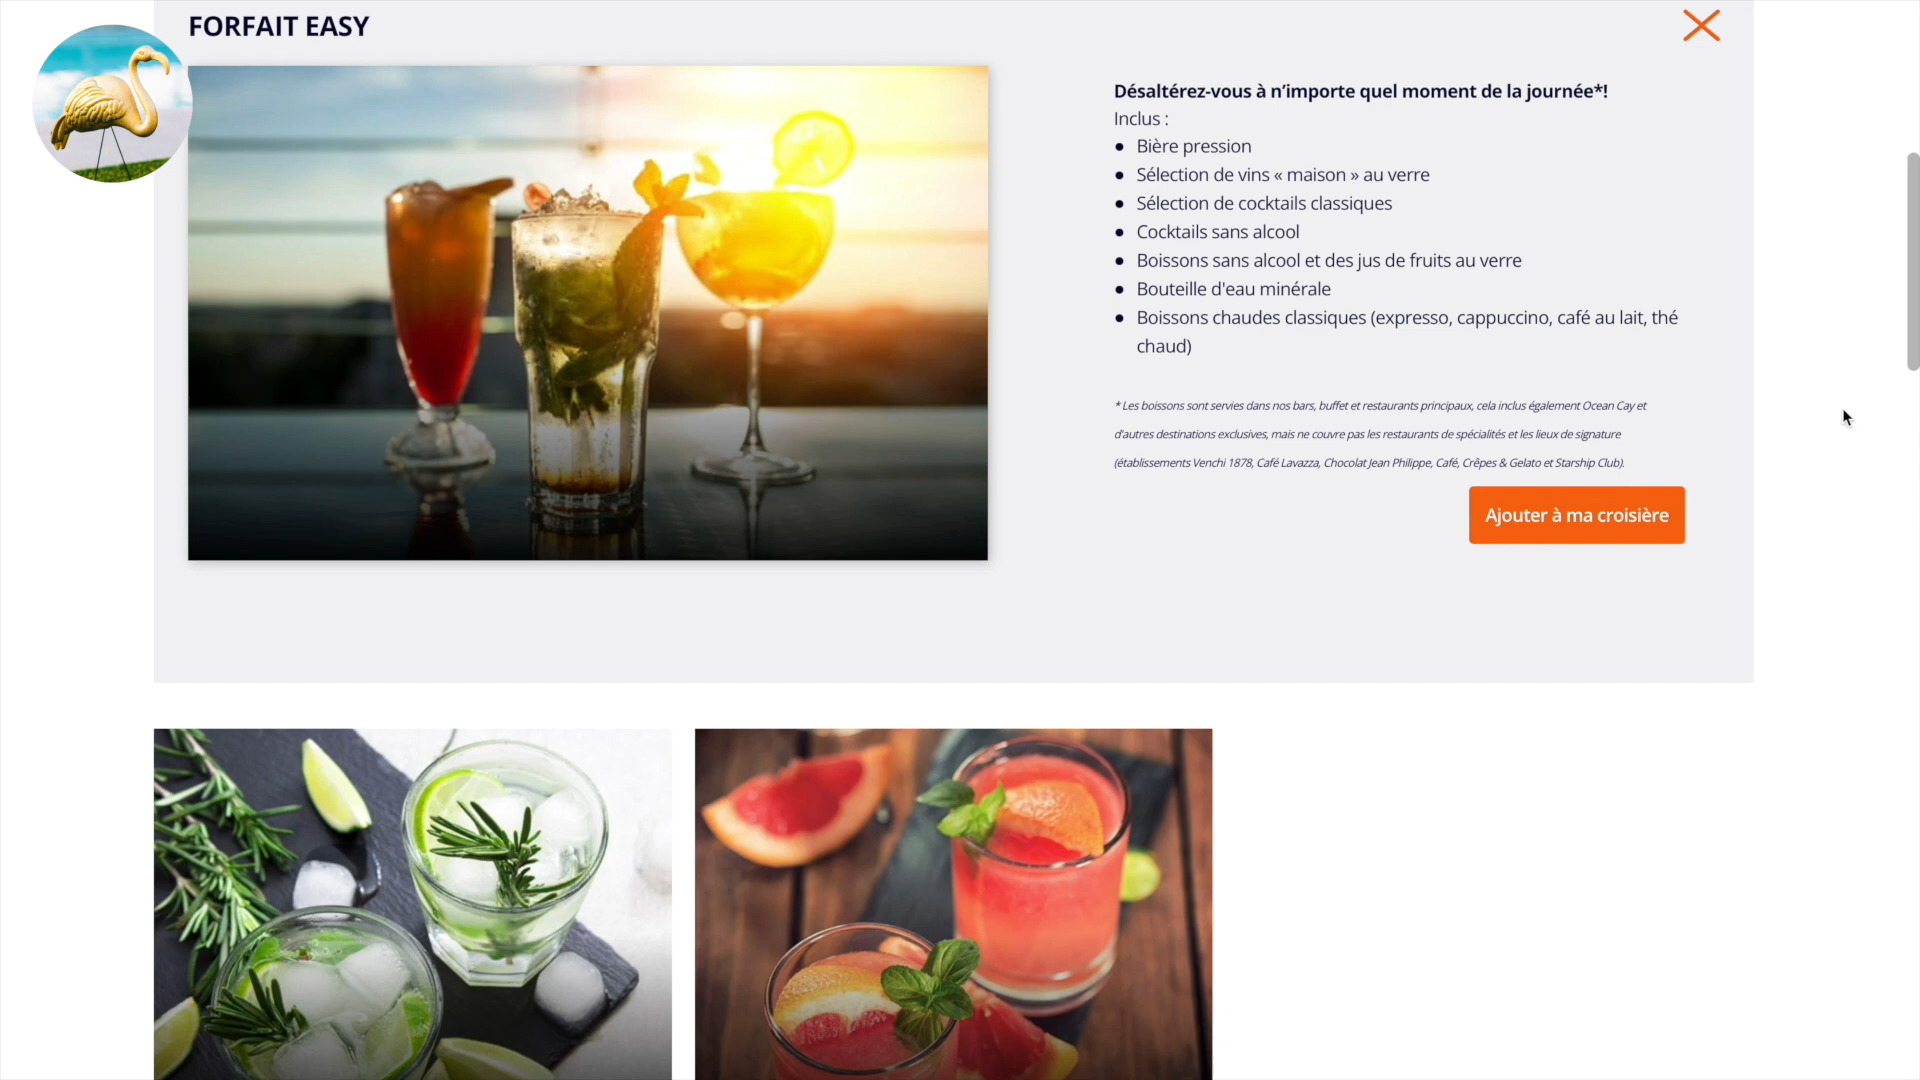 FORFAIT EASY
Désaltérez-vous à n’importe quel moment de la journée*!
Inclus :
● Bière pression
● Sélection de vins « maison » au verre
● Sélection de cocktails classiques
● Cocktails sans alcool
● Boissons sans alcool et des jus de fruits au verre
● Bouteille d'eau minérale
● Boissons chaudes classiques (expresso, cappuccino, café au lait, thé
chaud)
* Les boissons sont servies dans nos bars, buffet et restaurants principaux, cela inclus également Ocean Cay et
d'autres destinations exclusives, mais ne couvre pas les restaurants de spécialités et les lieux de signature
(établissements Venchi 1878, Café Lavazza, Chocolat Jean Philippe, Café, Crêpes & Gelato et Starship Club).
Ajouter à ma croisière